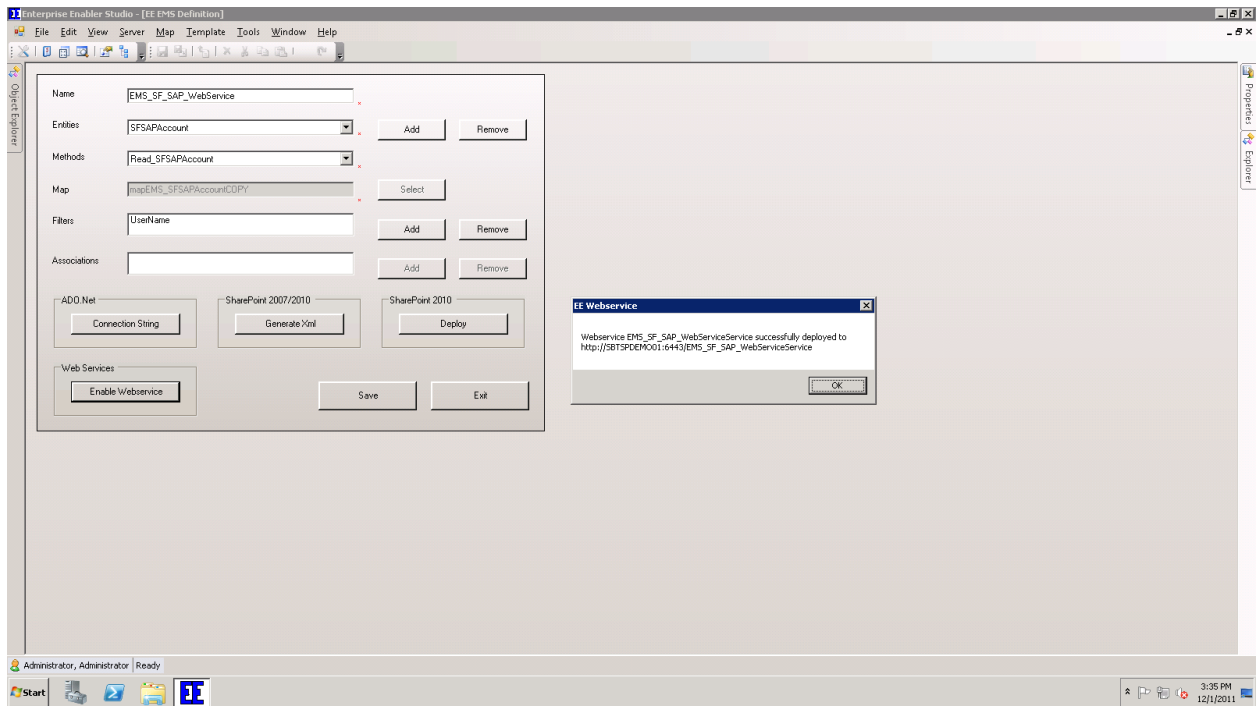 Enterprise Enabler Studio - [EE EMS Definition]
File Edit View Server Map Template Tools Window Help
Object Explorer
Properties
Explorer
Name EMS_SF_SAP_WebService
Entities SFSAPAccount Add Remove
Methods Read_SFSAPAccount
Map mapEMS_SFSAPAccountCOPY Select
Filters UserName Add Remove
Associations Add Remove
ADO.Net SharePoint 2007/2010 SharePoint 2010
Connection String Generate Xml Deploy
Web Services
Enable Webservice Save Exit
EE Webservice
Webservice EMS_SF_SAP_WebServiceService successfully deployed to
http://SBTSPDEMO01:6443/EMS_SF_SAP_WebServiceService
OK
Administrator, Administrator Ready
Start EE 3:35 PM
12/1/2011